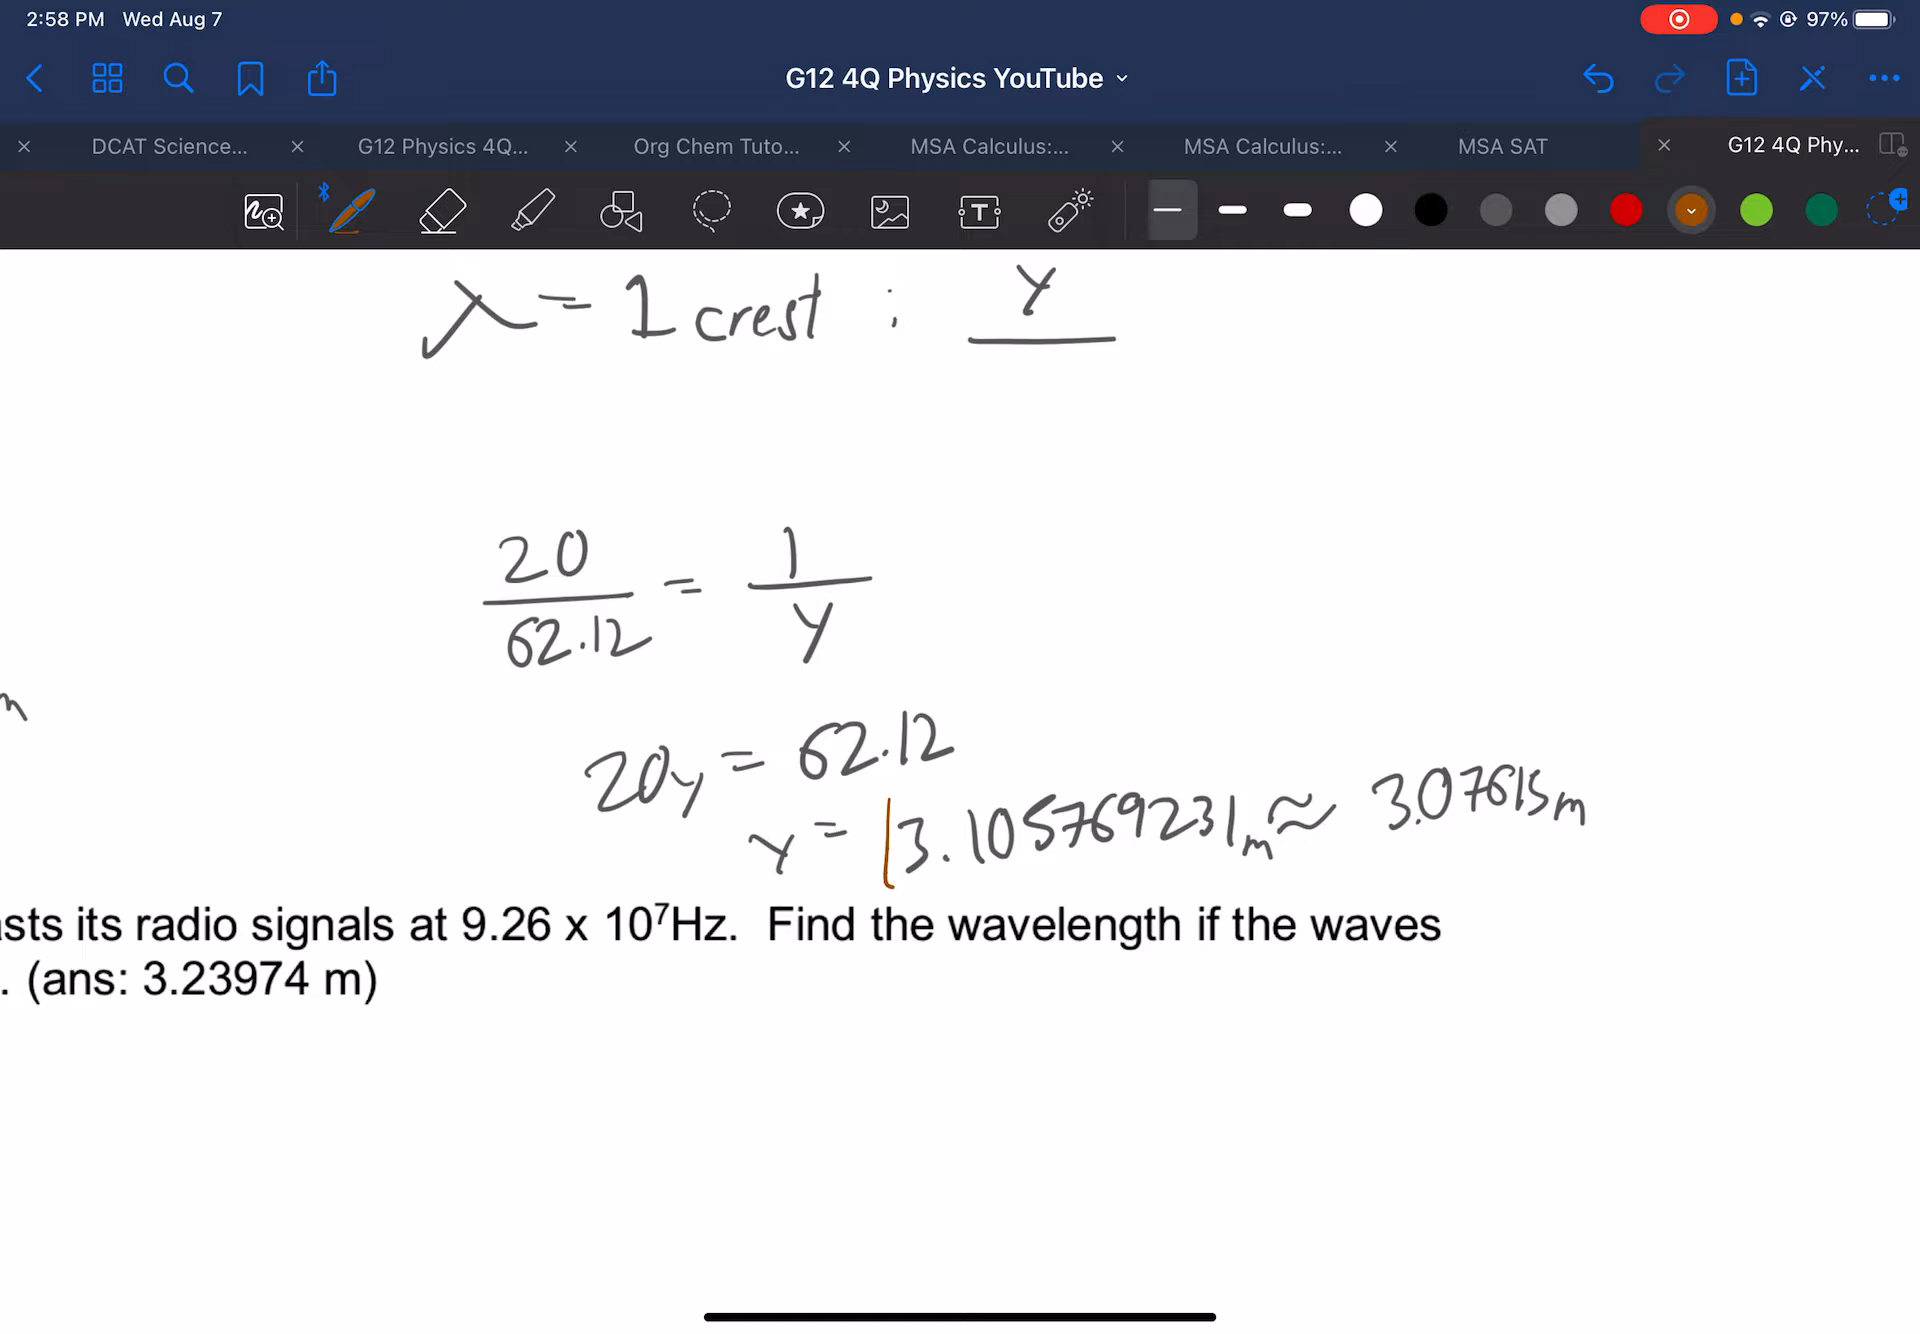 2:58 PM Wed Aug 7 97%
G12 4Q Physics YouTube
DCAT Science... G12 Physics 4Q... Org Chem Tuto... MSA Calculus:... MSA Calculus:... MSA SAT G12 4Q Phy...
λ = 1 crest ; y
20 / 62.12 = 1 / y
m
20y = 62.12
y = 3.105769231m ≈ 3.07615m
sts its radio signals at 9.26 x 10⁷Hz. Find the wavelength if the waves
. (ans: 3.23974 m)